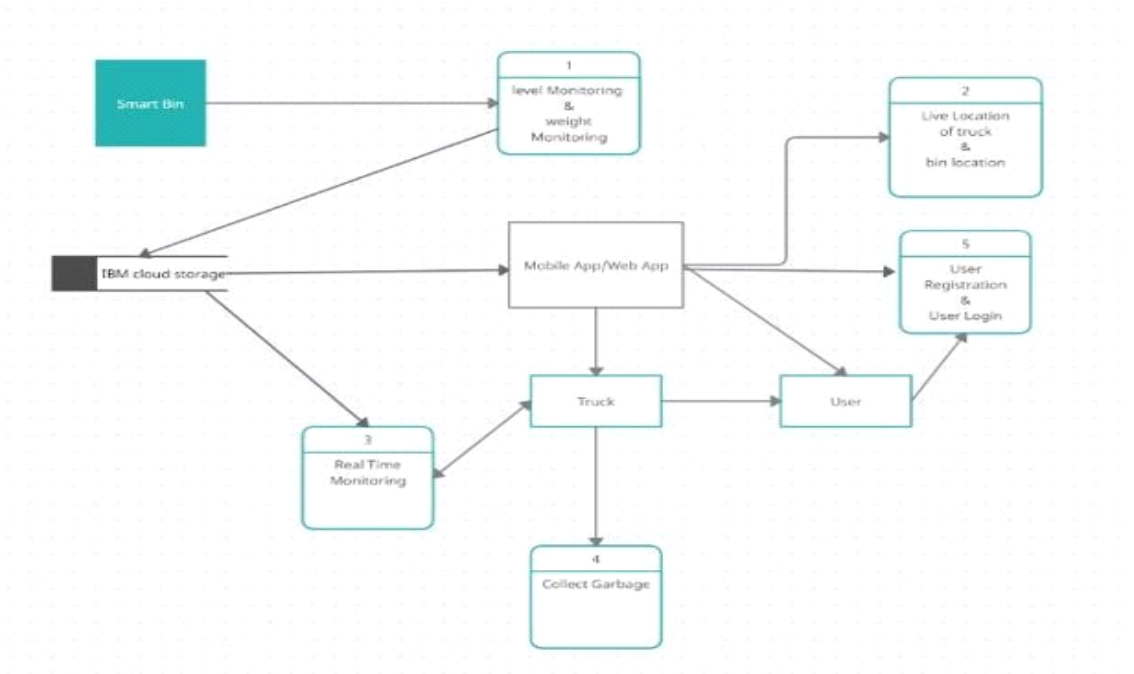 Smart Bin
1
level Monitoring
&
weight
Monitoring
2
Live Location
of truck
&
bin location
IBM cloud storage
Mobile App/Web App
5
User
Registration
&
User Login
Truck
User
3
Real Time
Monitoring
4
Collect Garbage